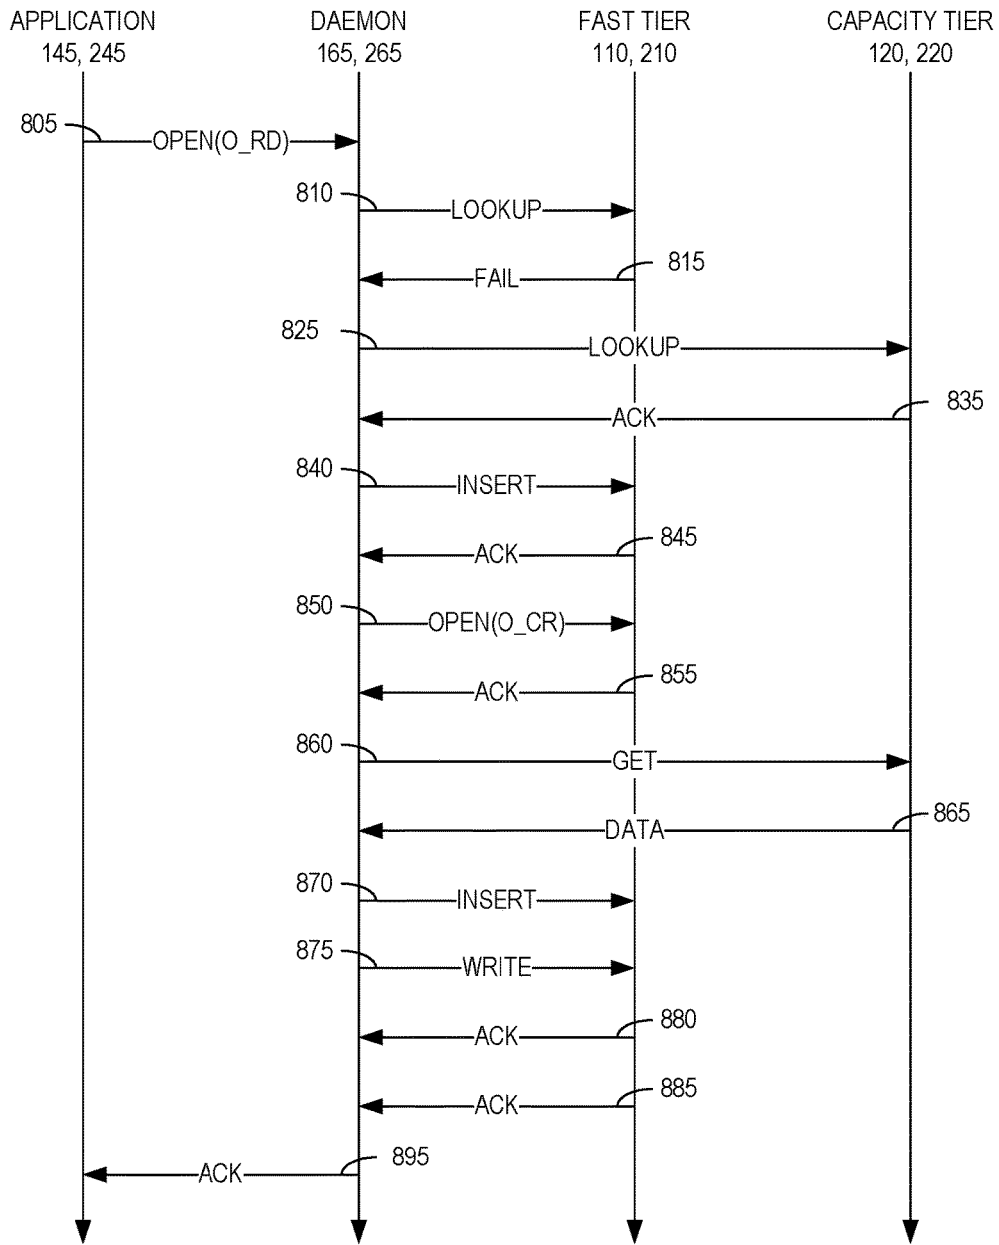 APPLICATION DAEMON FAST TIER CAPACITY TIER
145, 245 165, 265 110, 210 120, 220
805 OPEN(O_RD)
810 LOOKUP
FAIL 815
825 LOOKUP
ACK 835
840 INSERT
ACK 845
850 OPEN(O_CR)
ACK 855
860 GET
DATA 865
870 INSERT
875 WRITE
ACK 880
ACK 885
ACK 895